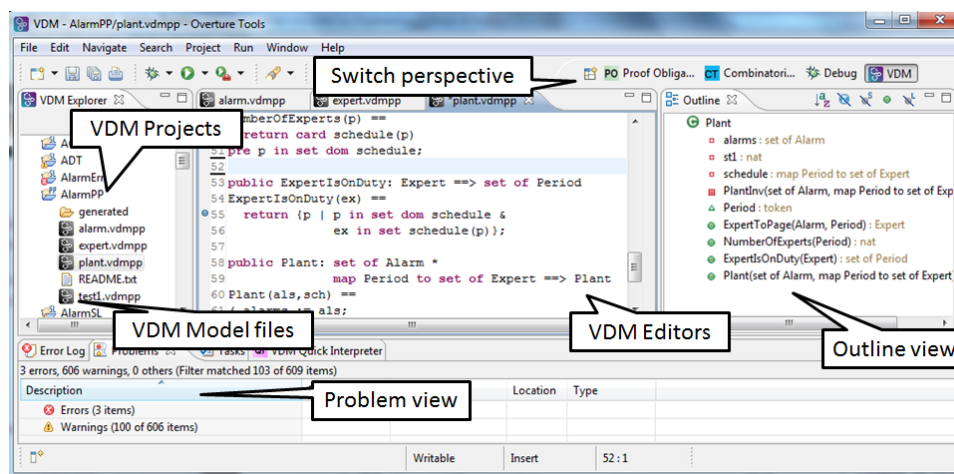 VDM - AlarmPP/plant.vdmpp - Overture Tools
File Edit Navigate Search Project Run Window Help
Switch perspective
PO Proof Obliga... CT Combinatori... Debug VDM
VDM Explorer
alarm.vdmpp expert.vdmpp *plant.vdmpp
Outline
VDM Projects
ADT
AlarmErr
AlarmPP
generated
alarm.vdmpp
expert.vdmpp
plant.vdmpp
README.txt
test1.vdmpp
AlarmSL
VDM Model files
umberOfExperts(p) ==
return card schedule(p)
51 pre p in set dom schedule;
52
53 public ExpertIsOnDuty: Expert ==> set of Period
54 ExpertIsOnDuty(ex) ==
55 return {p | p in set dom schedule &
56 ex in set schedule(p)};
57
58 public Plant: set of Alarm *
59 map Period to set of Expert ==> Plant
60 Plant(als,sch) ==
:= als;
VDM Editors
Plant
alarms : set of Alarm
st1 : nat
schedule : map Period to set of Expert
PlantInv(set of Alarm, map Period to set of Exp
Period : token
ExpertToPage(Alarm, Period) : Expert
NumberOfExperts(Period) : nat
ExpertIsOnDuty(Expert) : set of Period
Plant(set of Alarm, map Period to set of Expert)
Outline view
Error Log Problems Tasks VDM Quick Interpreter
3 errors, 606 warnings, 0 others (Filter matched 103 of 609 items)
Description Location Type
Problem view
Errors (3 items)
Warnings (100 of 606 items)
Writable Insert 52 : 1